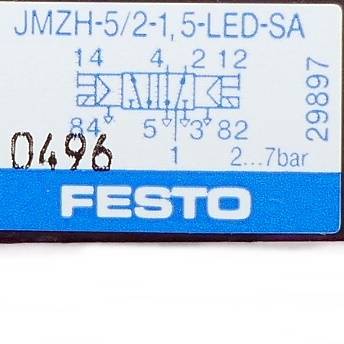 JMZH-5/2-1,5-LED-SA
14 4 2 12
84 5 3 82
1 2...7bar
29897
0496
FESTO